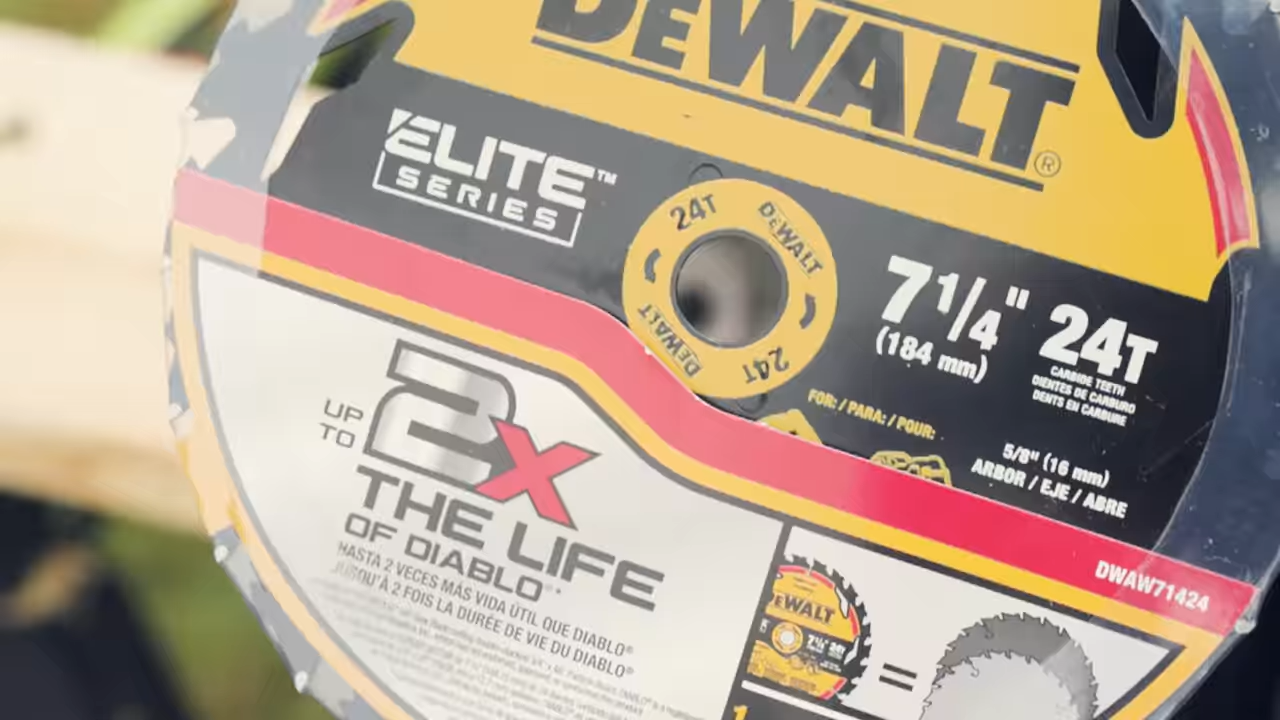 DEWALT®
ELITE™
SERIES
24T
DEWALT
24T
DEWALT
7 1/4"
(184 mm)
24T
CARBIDE TEETH
DIENTES DE CARBURO
DENTS EN CARBURE
FOR: / PARA: / POUR:
5/8" (16 mm)
ARBOR / EJE / ABRE
DWAW71424
UP TO
2X
THE LIFE
OF DIABLO®*
HASTA 2 VECES MÁS VIDA ÚTIL QUE DIABLO®
JUSQU'À 2 FOIS LA DURÉE DE VIE DU DIABLO®
DEWALT
=
1